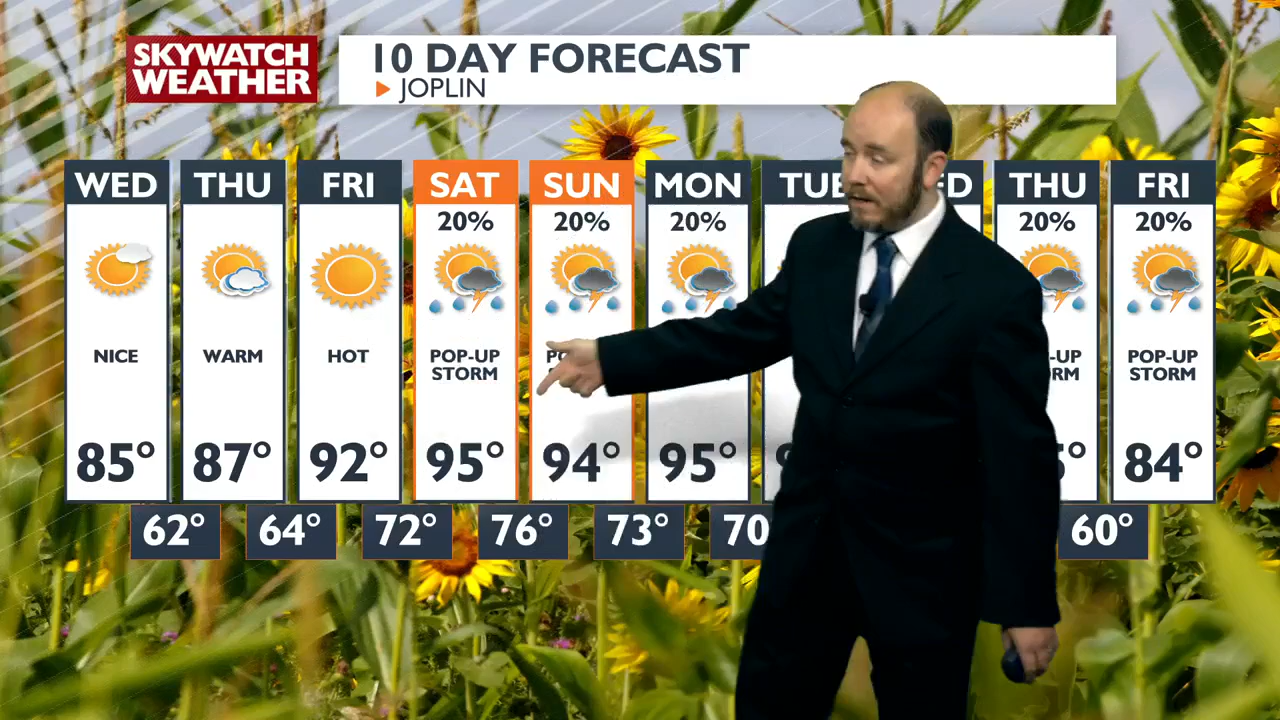 SKYWATCH
WEATHER
10 DAY FORECAST
JOPLIN
WED THU FRI SAT SUN MON THU FRI
20% 20% 20% 20% 20%
NICE WARM HOT POP-UP STORM POP-UP STORM
85° 87° 92° 95° 94° 95° 84°
62° 64° 72° 76° 73° 70 60°